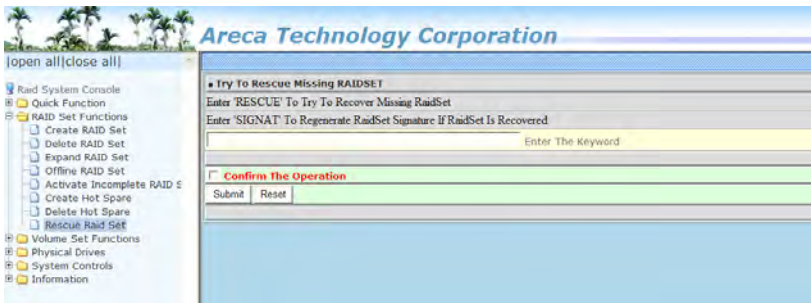 Areca Technology Corporation
|open all|close all|
Raid System Console
Quick Function
RAID Set Functions
Create RAID Set
Delete RAID Set
Expand RAID Set
Offline RAID Set
Activate Incomplete RAID S
Create Hot Spare
Delete Hot Spare
Rescue Raid Set
Volume Set Functions
Physical Drives
System Controls
Information
Try To Rescue Missing RAIDSET
Enter 'RESCUE' To Try To Recover Missing RaidSet
Enter 'SIGNAT' To Regenerate RaidSet Signature If RaidSet Is Recovered
Enter The Keyword
Confirm The Operation
Submit Reset